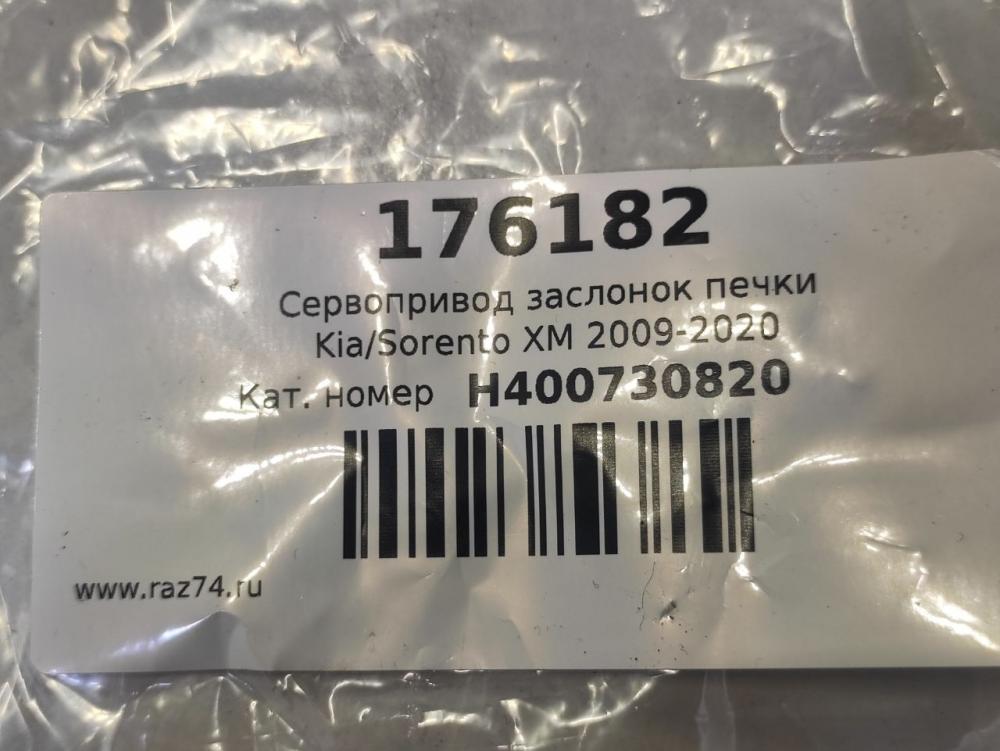 176182
Сервопривод заслонок печки
Kia/Sorento XM 2009-2020
Кат. номер H400730820
www.raz74.ru